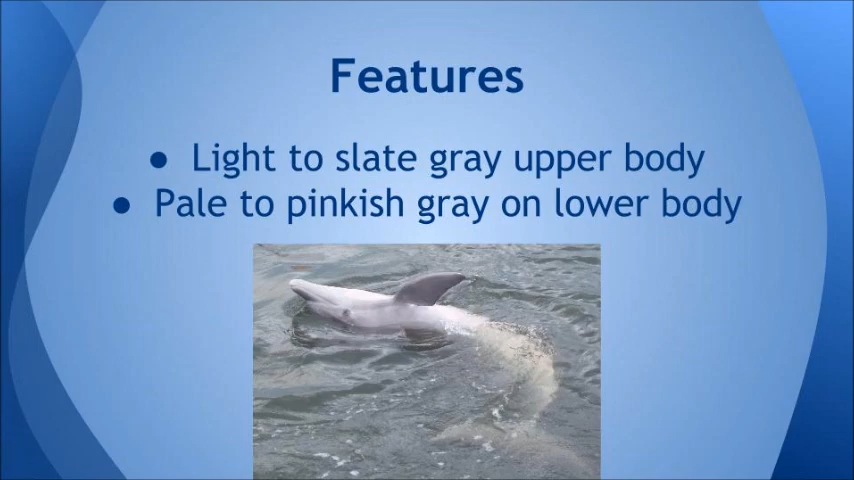 Features
● Light to slate gray upper body
● Pale to pinkish gray on lower body